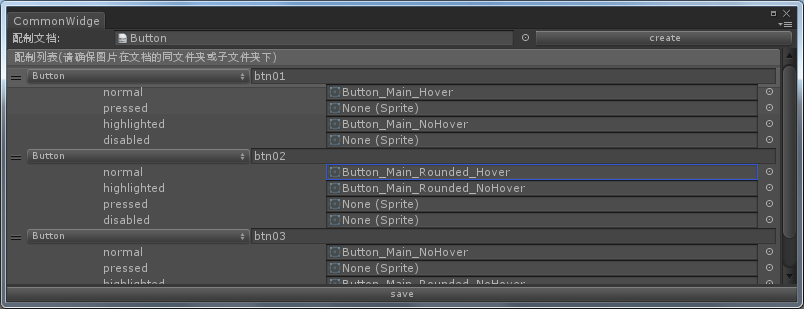 CommonWidge
配制文档: Button create
配制列表(请确保图片在文档的同文件夹或子文件夹下)
Button btn01
normal Button_Main_Hover
pressed None (Sprite)
highlighted Button_Main_NoHover
disabled None (Sprite)
Button btn02
normal Button_Main_Rounded_Hover
highlighted Button_Main_Rounded_NoHover
pressed None (Sprite)
disabled None (Sprite)
Button btn03
normal Button_Main_NoHover
pressed None (Sprite)
highlighted Button_Main_Rounded_NoHover
save